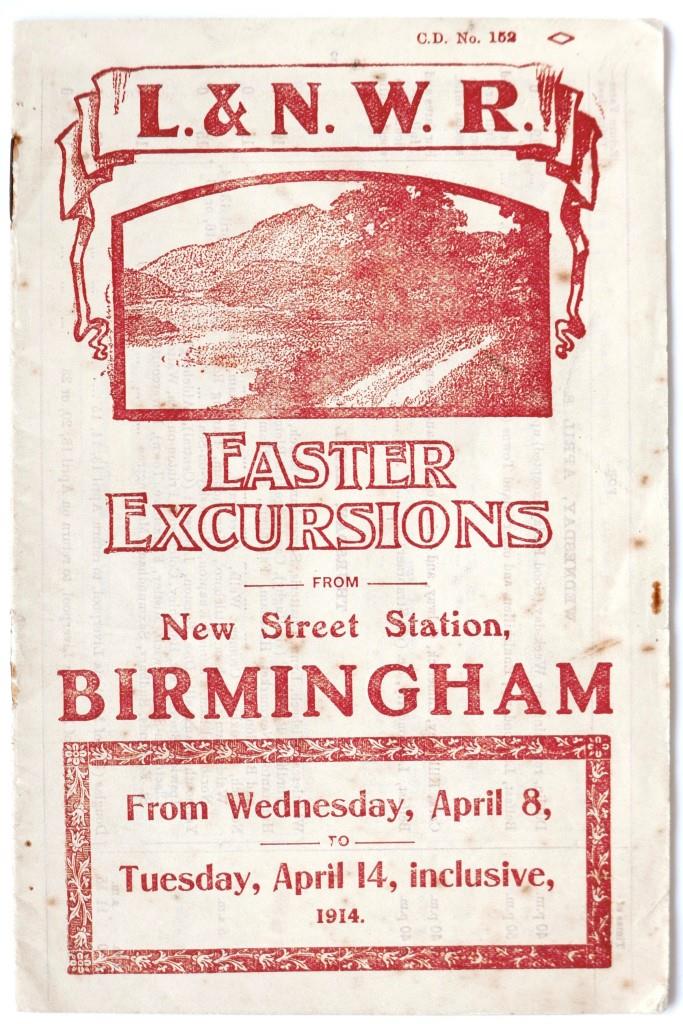 C.D. No. 152
L. & N. W. R.
EASTER
EXCURSIONS
FROM
New Street Station,
BIRMINGHAM
From Wednesday, April 8,
TO
Tuesday, April 14, inclusive,
1914.